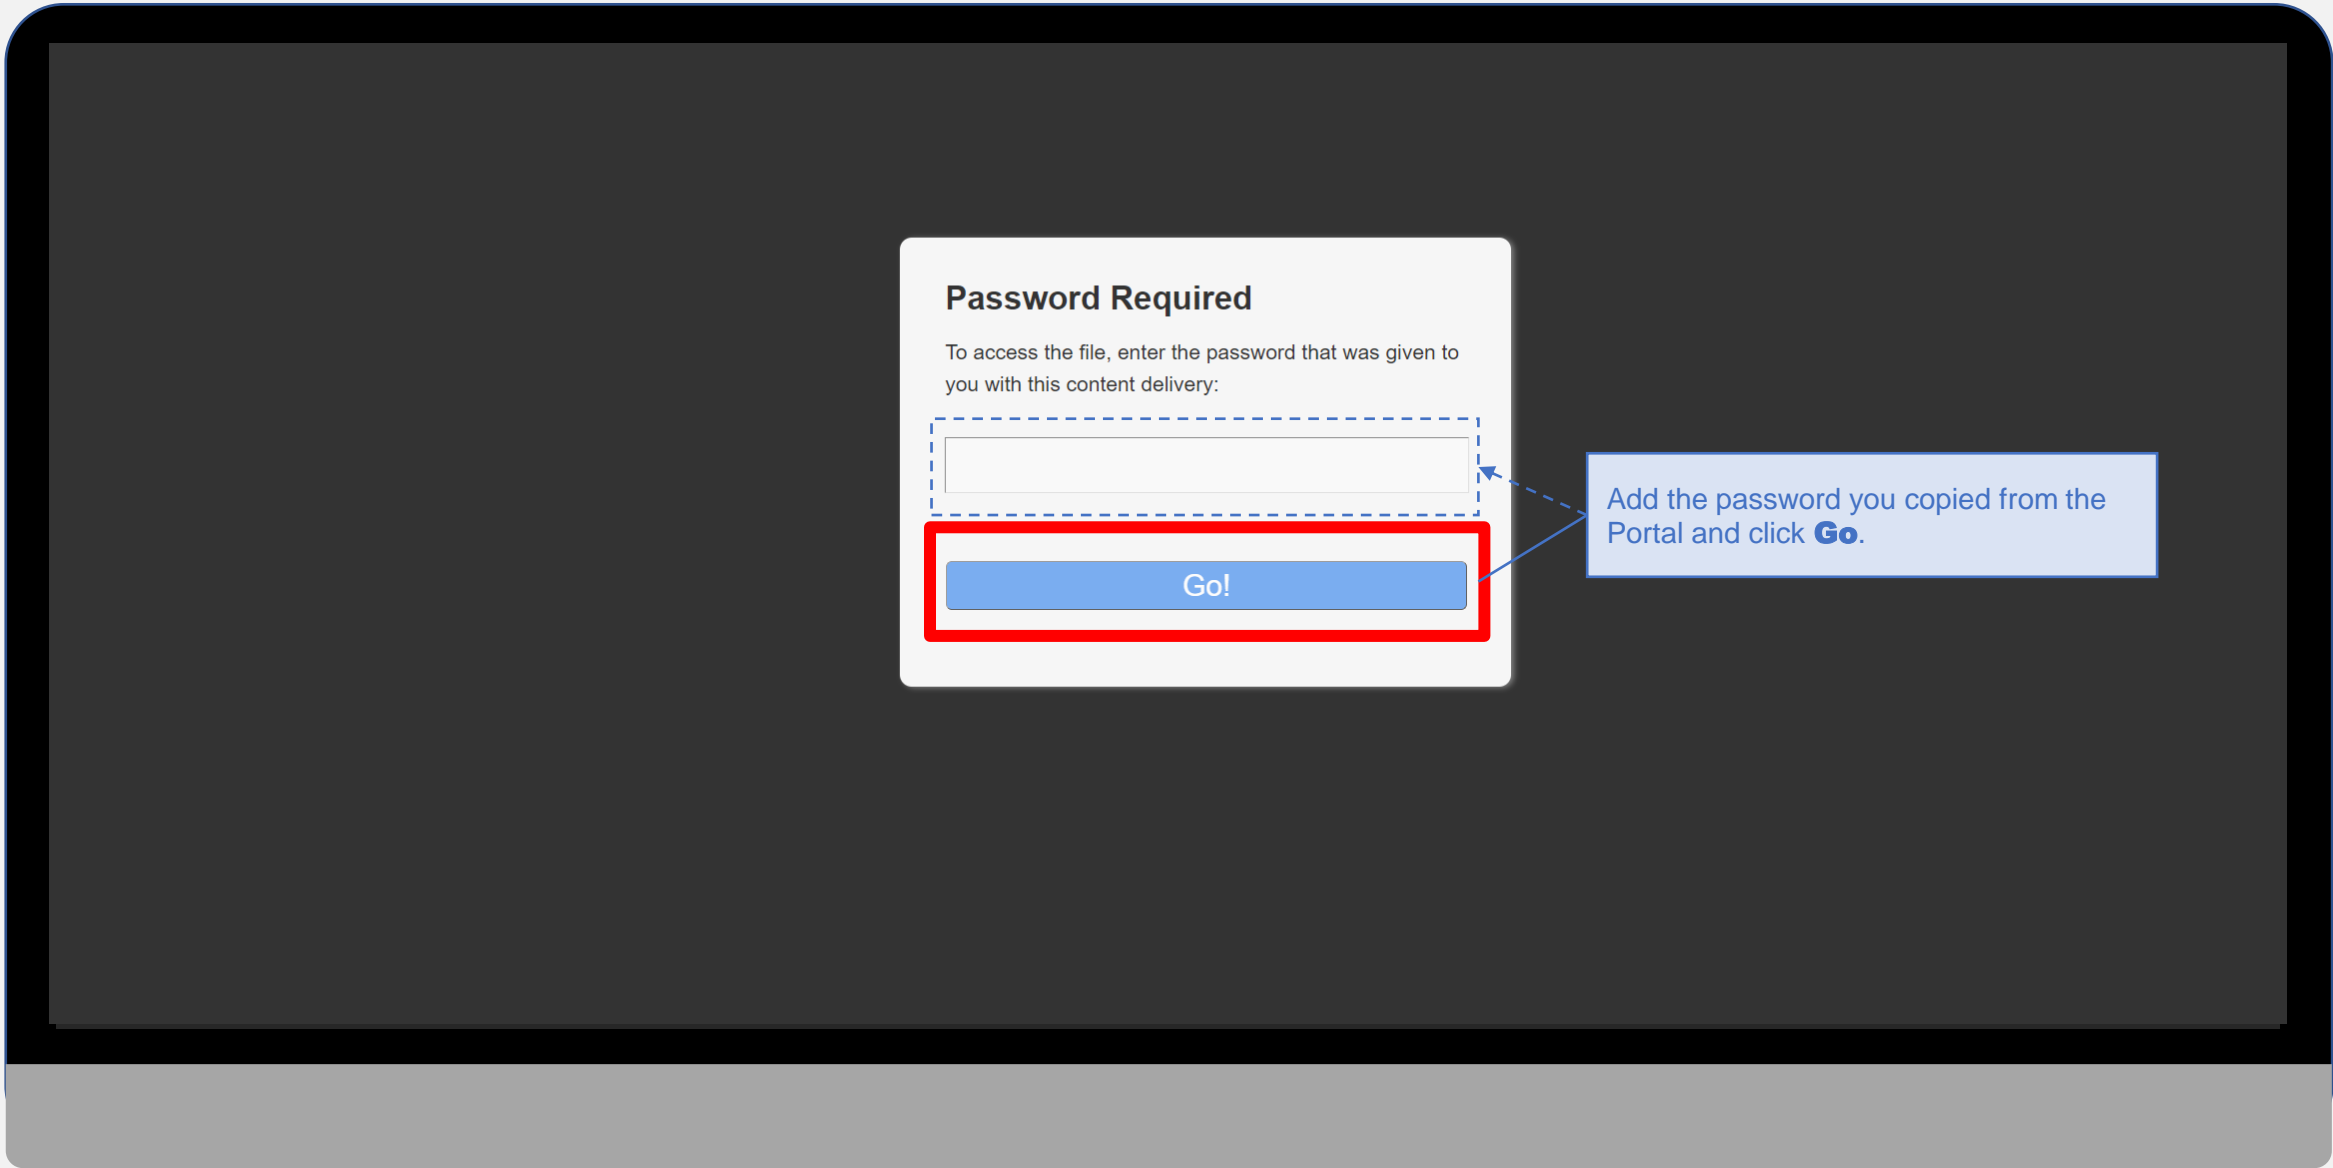 Password Required
To access the file, enter the password that was given to
you with this content delivery:
Go!
Add the password you copied from the
Portal and click Go.